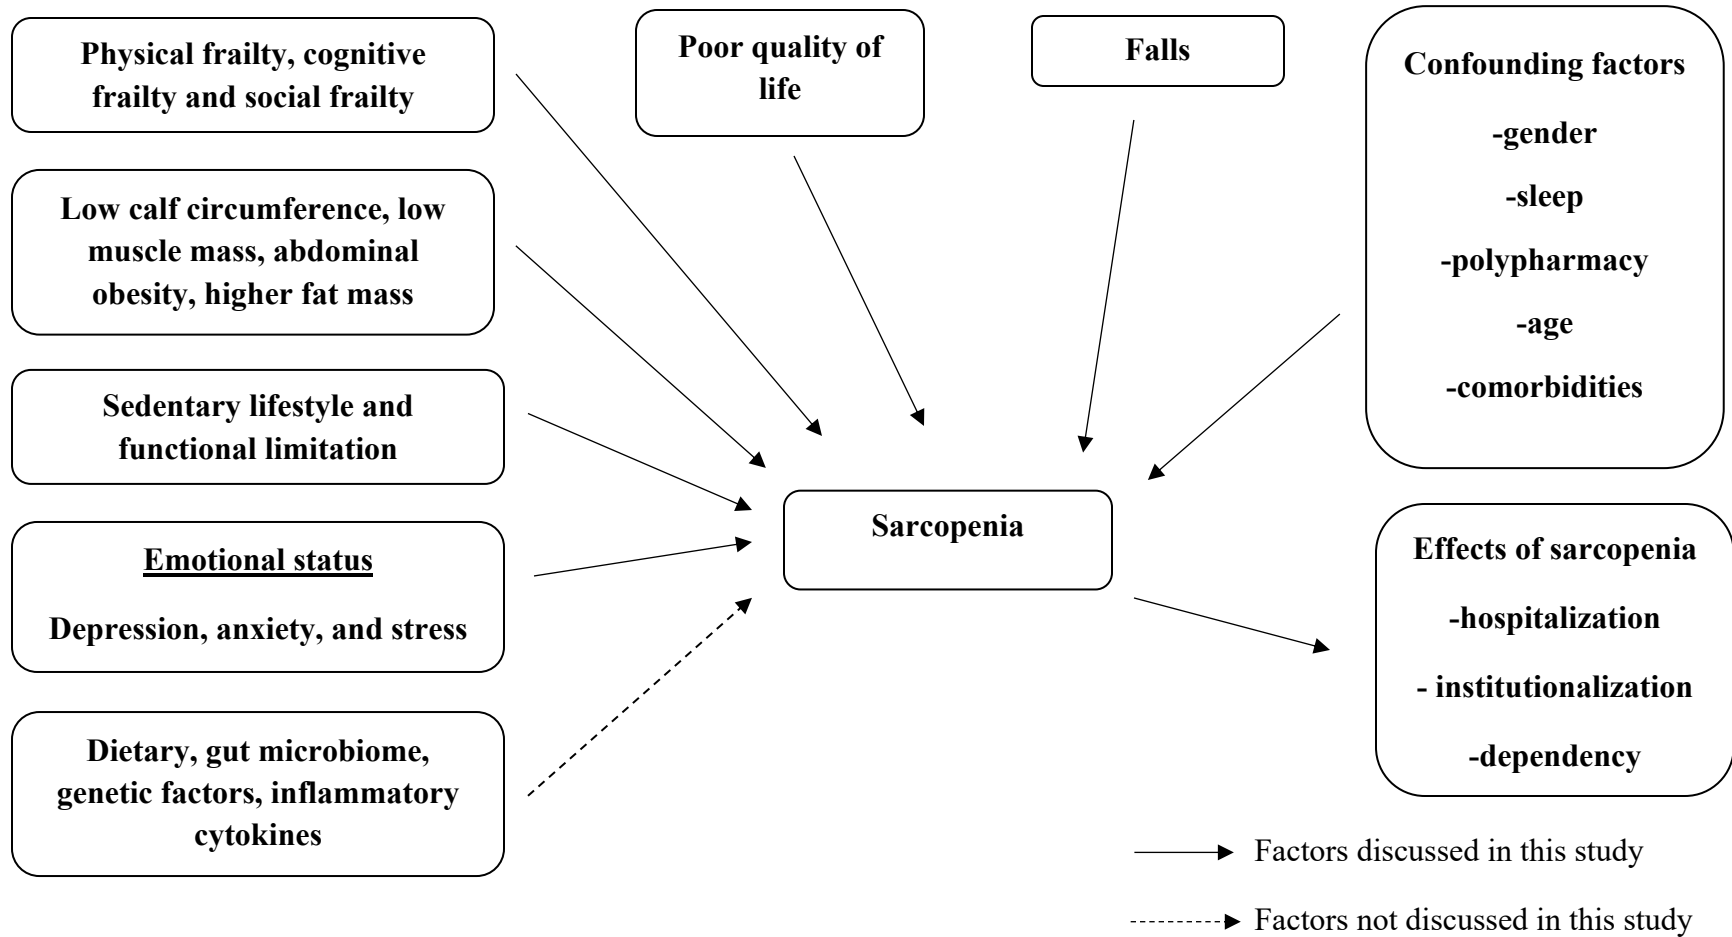 Physical frailty, cognitive
frailty and social frailty
Poor quality of
life
Falls
Confounding factors
-gender
-sleep
-polypharmacy
-age
-comorbidities
Low calf circumference, low
muscle mass, abdominal
obesity, higher fat mass
Sedentary lifestyle and
functional limitation
Sarcopenia
Emotional status
Depression, anxiety, and stress
Effects of sarcopenia
-hospitalization
- institutionalization
-dependency
Dietary, gut microbiome,
genetic factors, inflammatory
cytokines
Factors discussed in this study
Factors not discussed in this study